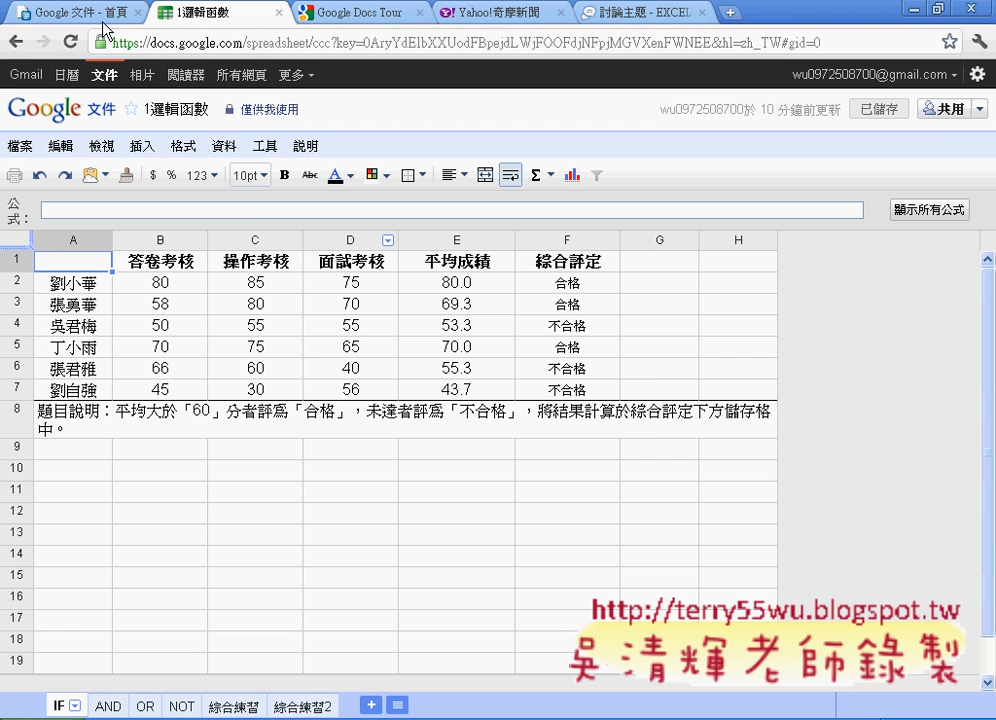 Google 文件 - 首頁
1邏輯函數
Google Docs Tour
Yahoo!奇摩新聞
討論主題 - EXCEL
https://docs.google.com/spreadsheet/ccc?key=0AryYdElbXXUodFBpejdLWjFOOFdjNFpjMGVXenFWNEE&hl=zh_TW#gid=0
Gmail 日曆 文件 相片 閱讀器 所有網頁 更多
wu0972508700@gmail.com
Google 文件 1邏輯函數 僅供我使用
wu0972508700於 10 分鐘前更新 已儲存 共用
檔案 編輯 檢視 插入 格式 資料 工具 說明
$ % 123 10pt B Abc A Σ
公式：
顯示所有公式
A B C D E F G H
1 答卷考核 操作考核 面試考核 平均成績 綜合評定
2 劉小華 80 85 75 80.0 合格
3 張勇華 58 80 70 69.3 合格
4 吳君梅 50 55 55 53.3 不合格
5 丁小雨 70 75 65 70.0 合格
6 張君雅 66 60 40 55.3 不合格
7 劉自強 45 30 56 43.7 不合格
8 題目說明：平均大於「60」分者評為「合格」，未達者評為「不合格」，將結果計算於綜合評定下方儲存格
中。
9
10
11
12
13
14
15
16
17
18
19
http://terry55wu.blogspot.tw
吳清輝老師錄製
IF AND OR NOT 綜合練習 綜合練習2